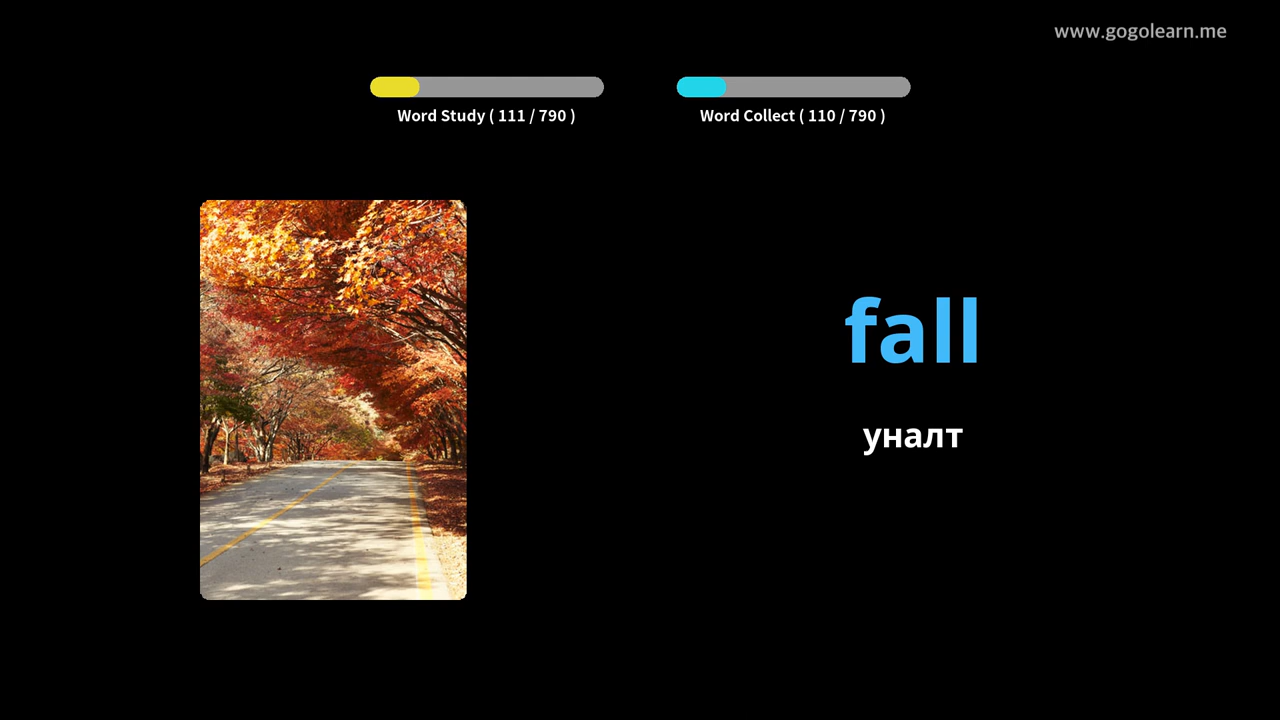 www.gogolearn.me
Word Study ( 111 / 790 )
Word Collect ( 110 / 790 )
fall
уналт